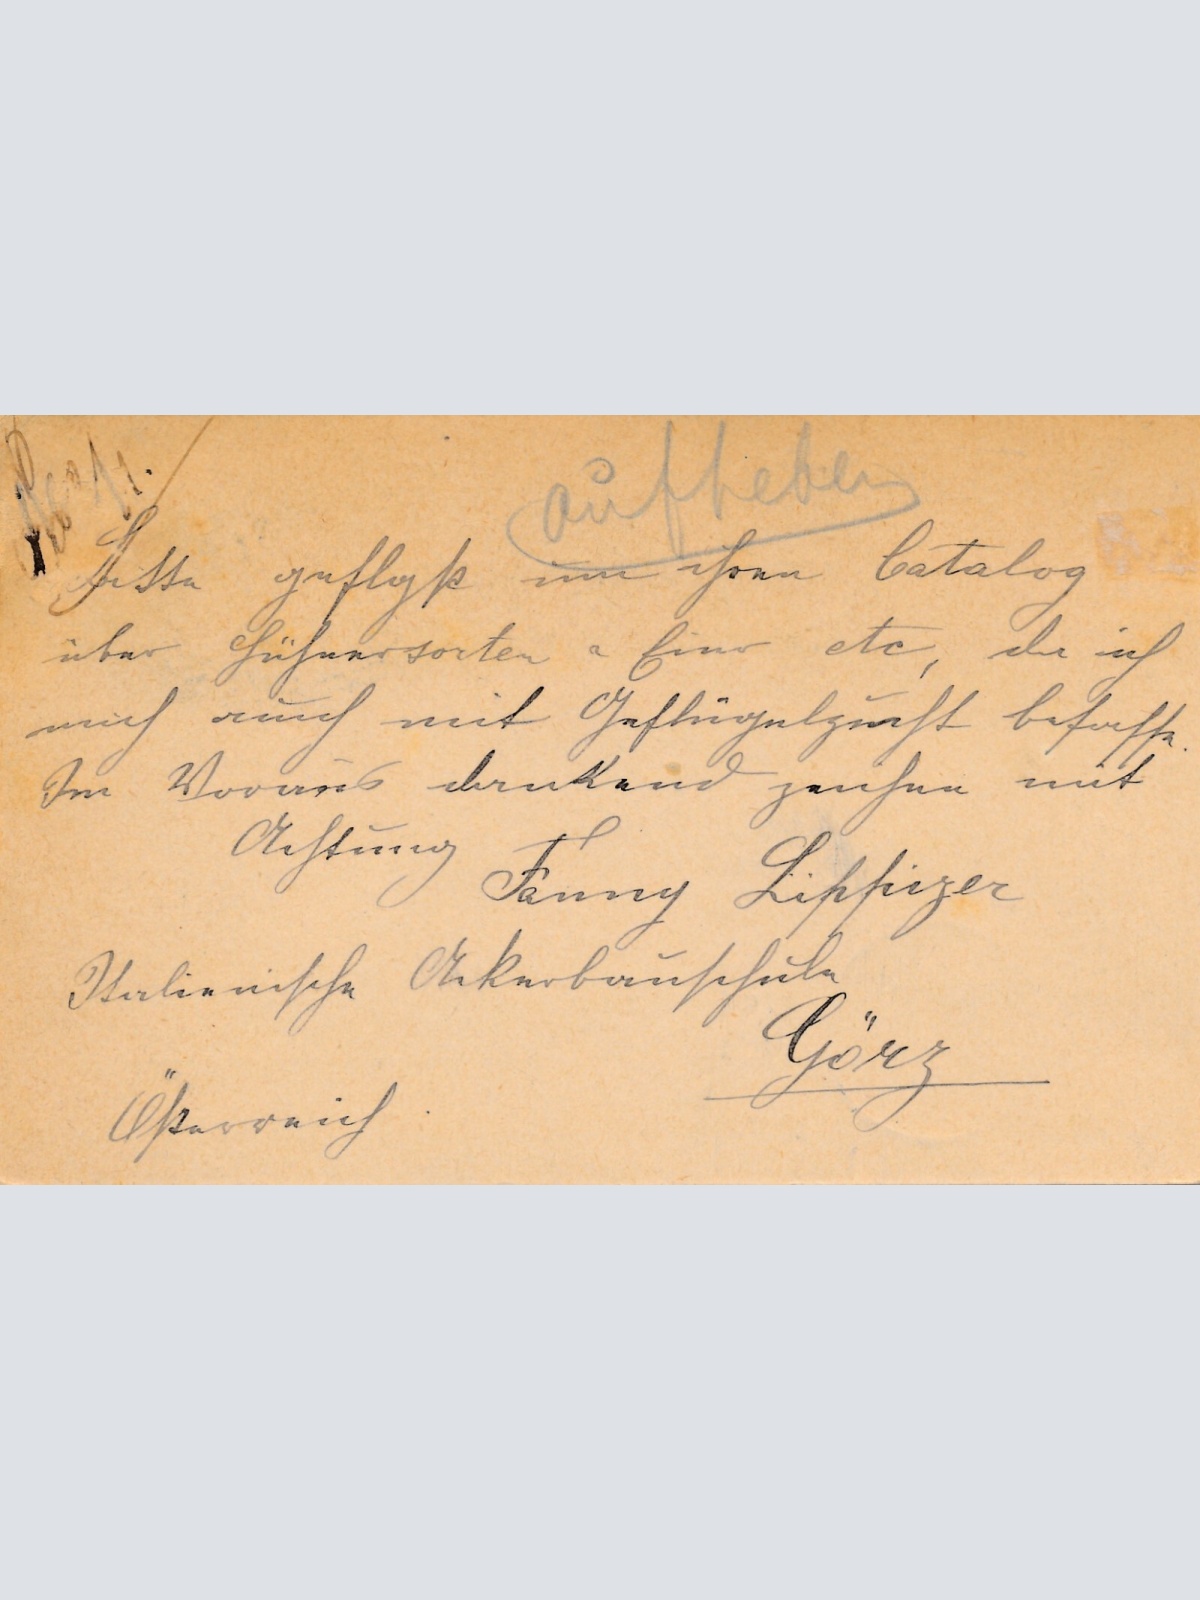 aufheben
Bitte gefl. um ihren Catalog
über Hühnersorten Eier etc, da ich
mich auch mit Geflügelzucht befasse.
Im Voraus dankend zeichne mit
Achtung
Fanny Lippizer
Italienische Ackerbauschule
Görz
Österreich